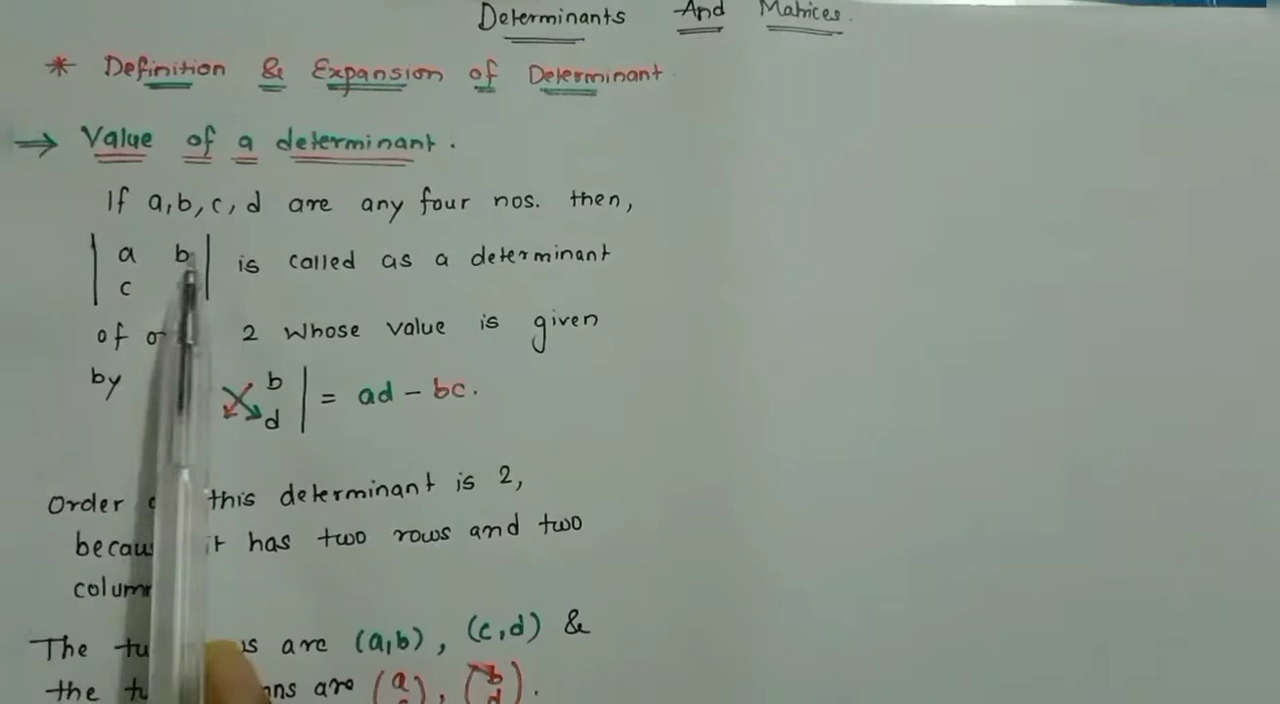 Determinants And Matrices.
* Definition & Expansion of Determinant
⇒ Value of a determinant.
If a,b,c,d are any four nos. then,
| a b | is called as a determinant
| c |
of 2 whose value is given
by b
d | = ad - bc.
Order this determinant is 2,
it has two rows and two
The are (a,b), (c,d) &
the are (a), (b
d).